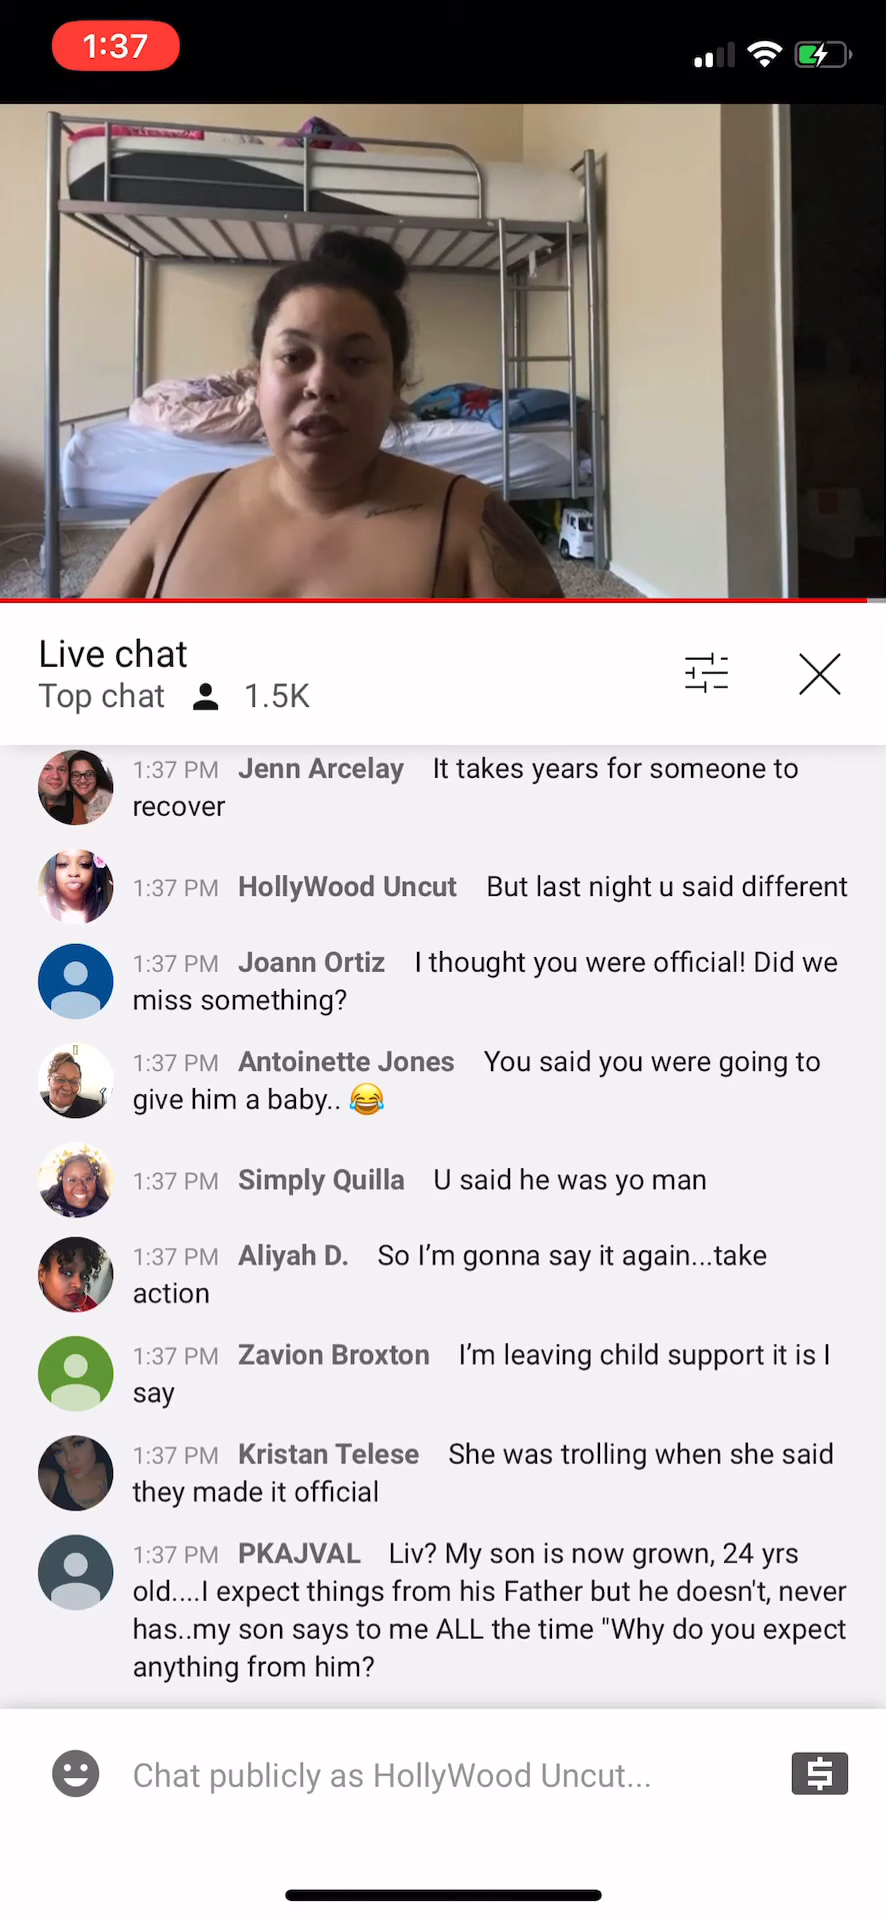 1:37
Live chat
Top chat 1.5K
1:37 PM Jenn Arcelay It takes years for someone to
recover
1:37 PM HollyWood Uncut But last night u said different
1:37 PM Joann Ortiz I thought you were official! Did we
miss something?
1:37 PM Antoinette Jones You said you were going to
give him a baby.. 😂
1:37 PM Simply Quilla U said he was yo man
1:37 PM Aliyah D. So I’m gonna say it again...take
action
1:37 PM Zavion Broxton I’m leaving child support it is I
say
1:37 PM Kristan Telese She was trolling when she said
they made it official
1:37 PM PKAJVAL Liv? My son is now grown, 24 yrs
old....I expect things from his Father but he doesn't, never
has..my son says to me ALL the time "Why do you expect
anything from him?
Chat publicly as HollyWood Uncut...
$